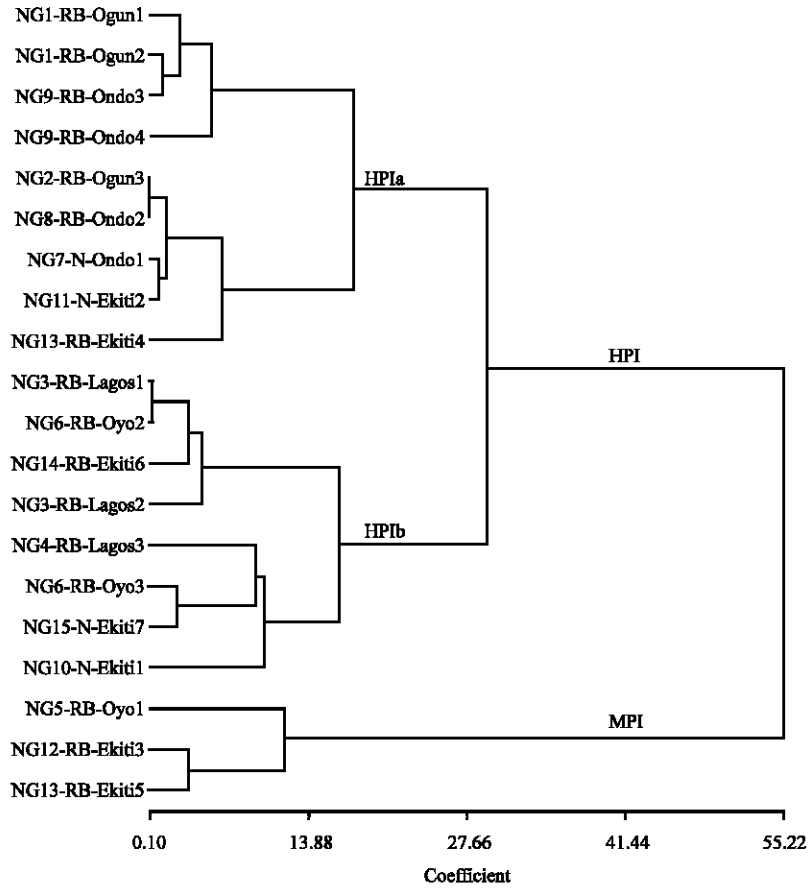 NG1-RB-Ogun1
NG1-RB-Ogun2
NG9-RB-Ondo3
NG9-RB-Ondo4
NG2-RB-Ogun3
HPIa
NG8-RB-Ondo2
NG7-N-Ondo1
NG11-N-Ekiti2
NG13-RB-Ekiti4
HPI
NG3-RB-Lagos1
NG6-RB-Oyo2
NG14-RB-Ekiti6
NG3-RB-Lagos2
HPIb
NG4-RB-Lagos3
NG6-RB-Oyo3
NG15-N-Ekiti7
NG10-N-Ekiti1
NG5-RB-Oyo1
MPI
NG12-RB-Ekiti3
NG13-RB-Ekiti5
0.10 13.88 27.66 41.44 55.22
Coefficient